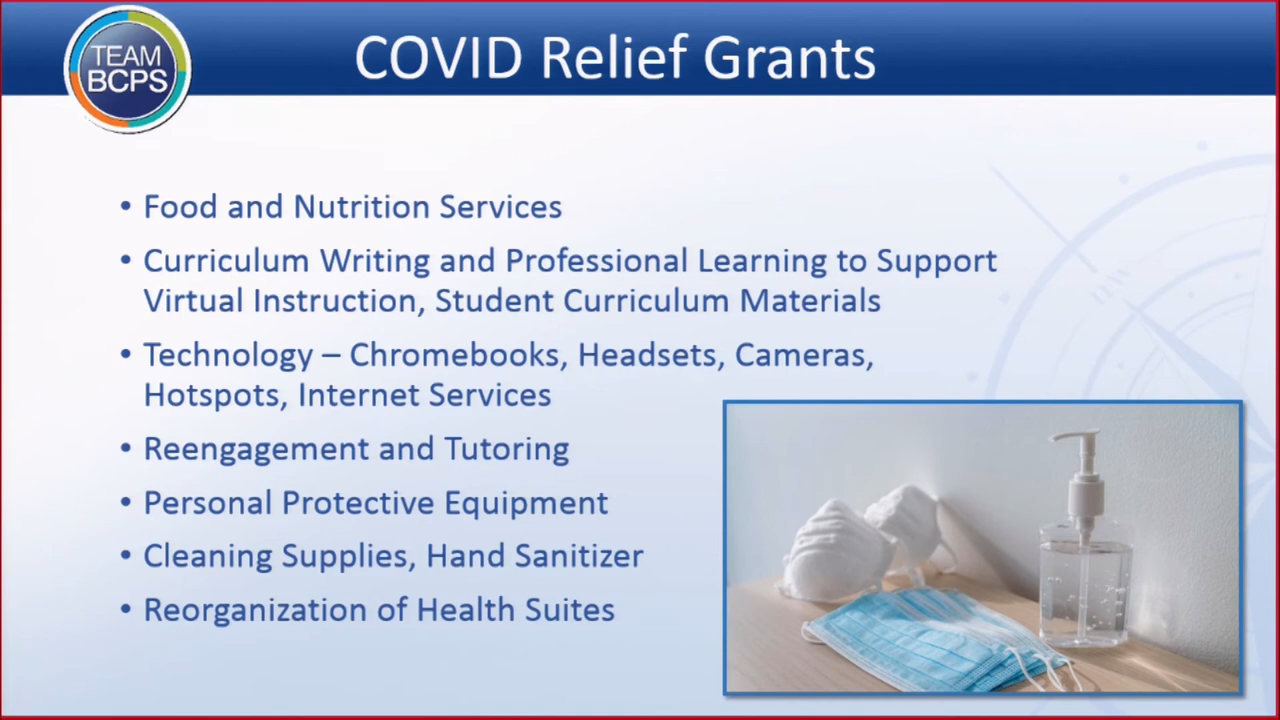 TEAM
BCPS
COVID Relief Grants
• Food and Nutrition Services
• Curriculum Writing and Professional Learning to Support
Virtual Instruction, Student Curriculum Materials
• Technology – Chromebooks, Headsets, Cameras,
Hotspots, Internet Services
• Reengagement and Tutoring
• Personal Protective Equipment
• Cleaning Supplies, Hand Sanitizer
• Reorganization of Health Suites